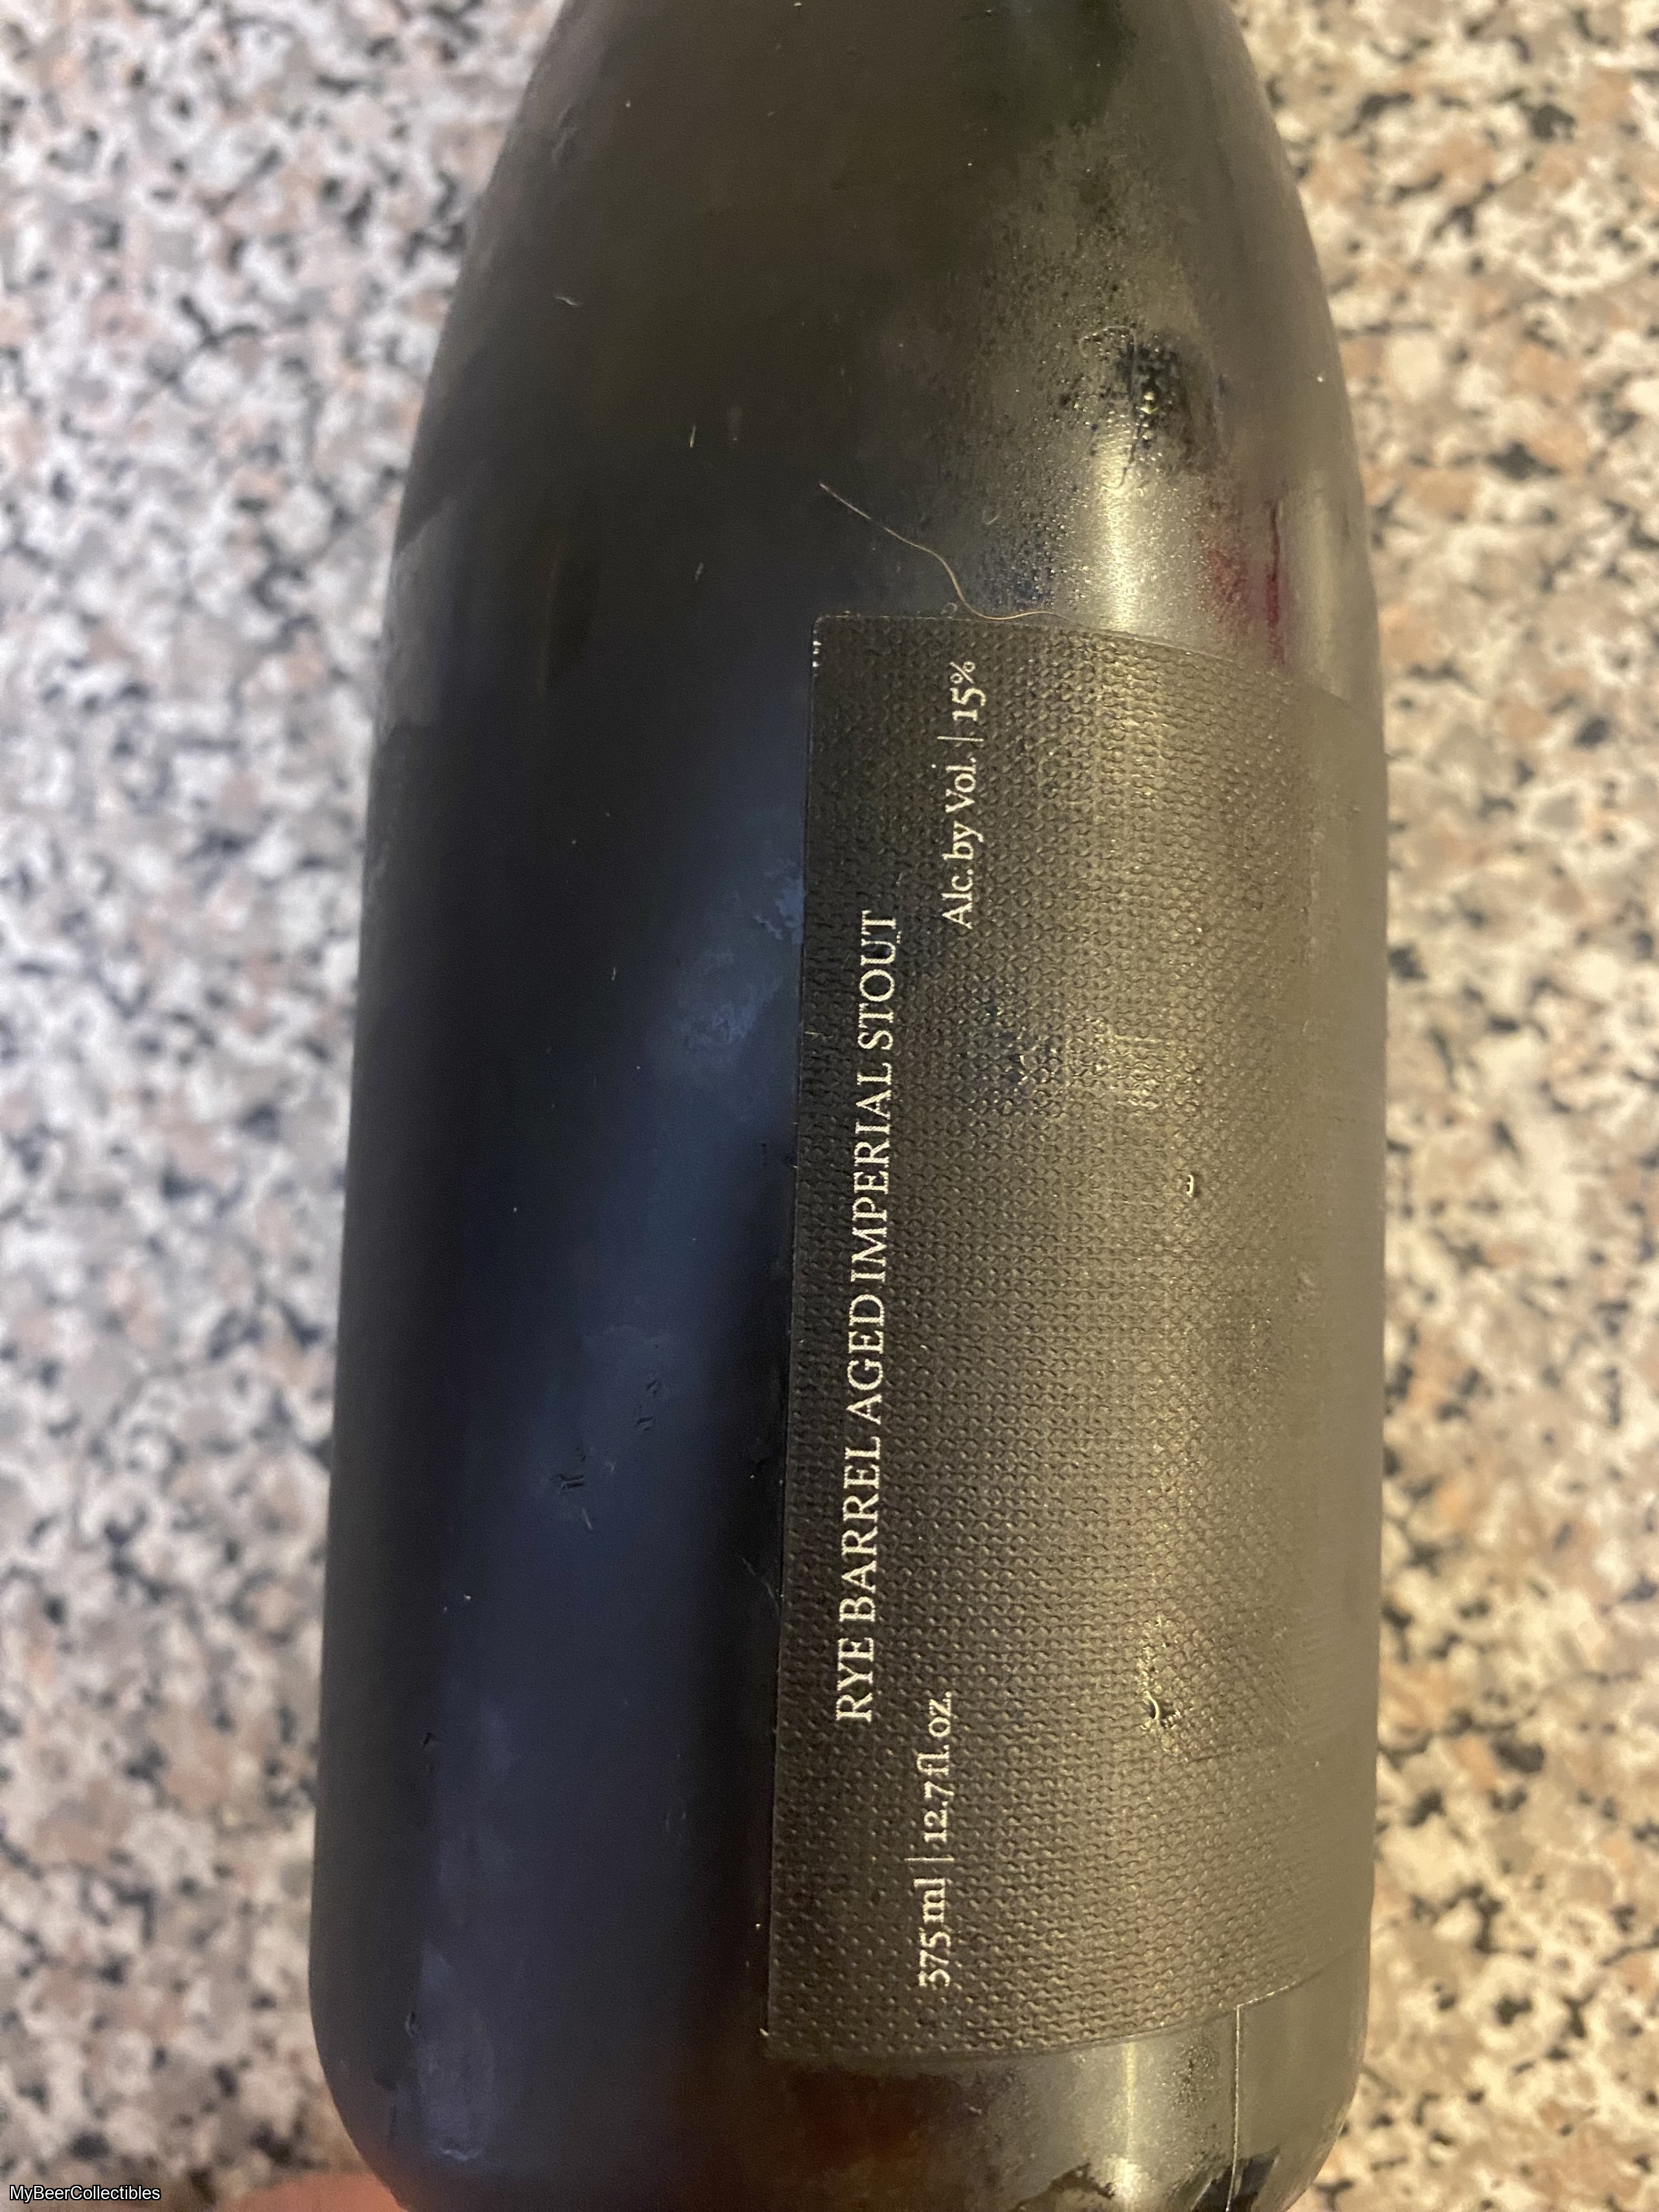 RYE BARREL AGED IMPERIAL STOUT
375 ml | 12.7 fl. oz.
Alc. by Vol. | 15%
MyBeerCollectibles